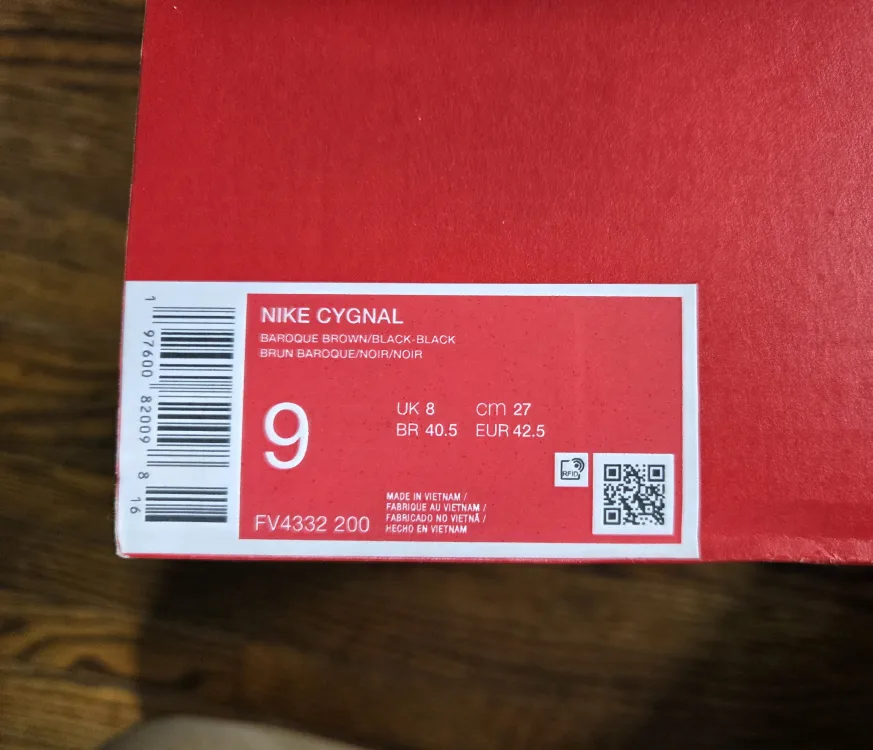 NIKE CYGNAL
BAROQUE BROWN/BLACK-BLACK
BRUN BAROQUE/NOIR/NOIR
9
UK 8 cm 27
BR 40.5 EUR 42.5
RFID
MADE IN VIETNAM /
FABRIQUE AU VIETNAM /
FABRICADO NO VIETNÃ /
HECHO EN VIETNAM
FV4332 200
1 97600 82009 8 16